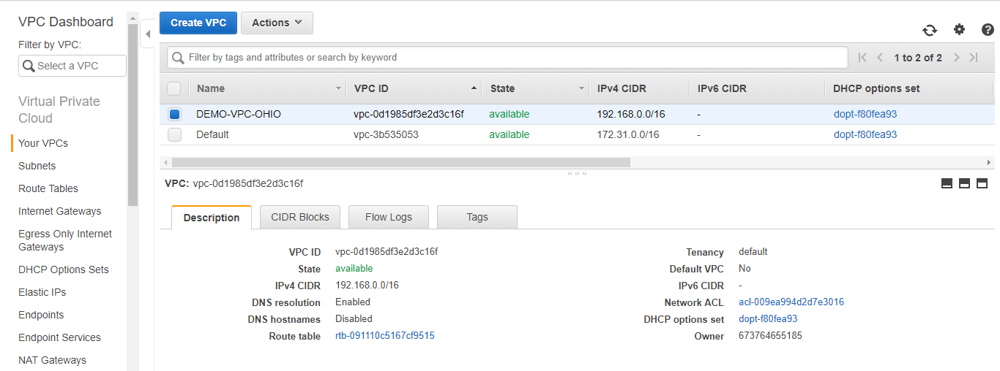 VPC Dashboard
Filter by VPC:
Select a VPC
Virtual Private
Cloud
Your VPCs
Subnets
Route Tables
Internet Gateways
Egress Only Internet
Gateways
DHCP Options Sets
Elastic IPs
Endpoints
Endpoint Services
NAT Gateways
Create VPC Actions
Filter by tags and attributes or search by keyword 1 to 2 of 2
Name VPC ID State IPv4 CIDR IPv6 CIDR DHCP options set
DEMO-VPC-OHIO vpc-0d1985df3e2d3c16f available 192.168.0.0/16 - dopt-f80fea93
Default vpc-3b535053 available 172.31.0.0/16 - dopt-f80fea93
VPC: vpc-0d1985df3e2d3c16f
Description CIDR Blocks Flow Logs Tags
VPC ID vpc-0d1985df3e2d3c16f Tenancy default
State available Default VPC No
IPv4 CIDR 192.168.0.0/16 IPv6 CIDR -
DNS resolution Enabled Network ACL acl-009ea994d2d7e3016
DNS hostnames Disabled DHCP options set dopt-f80fea93
Route table rtb-091110c5167cf9515 Owner 673764655185